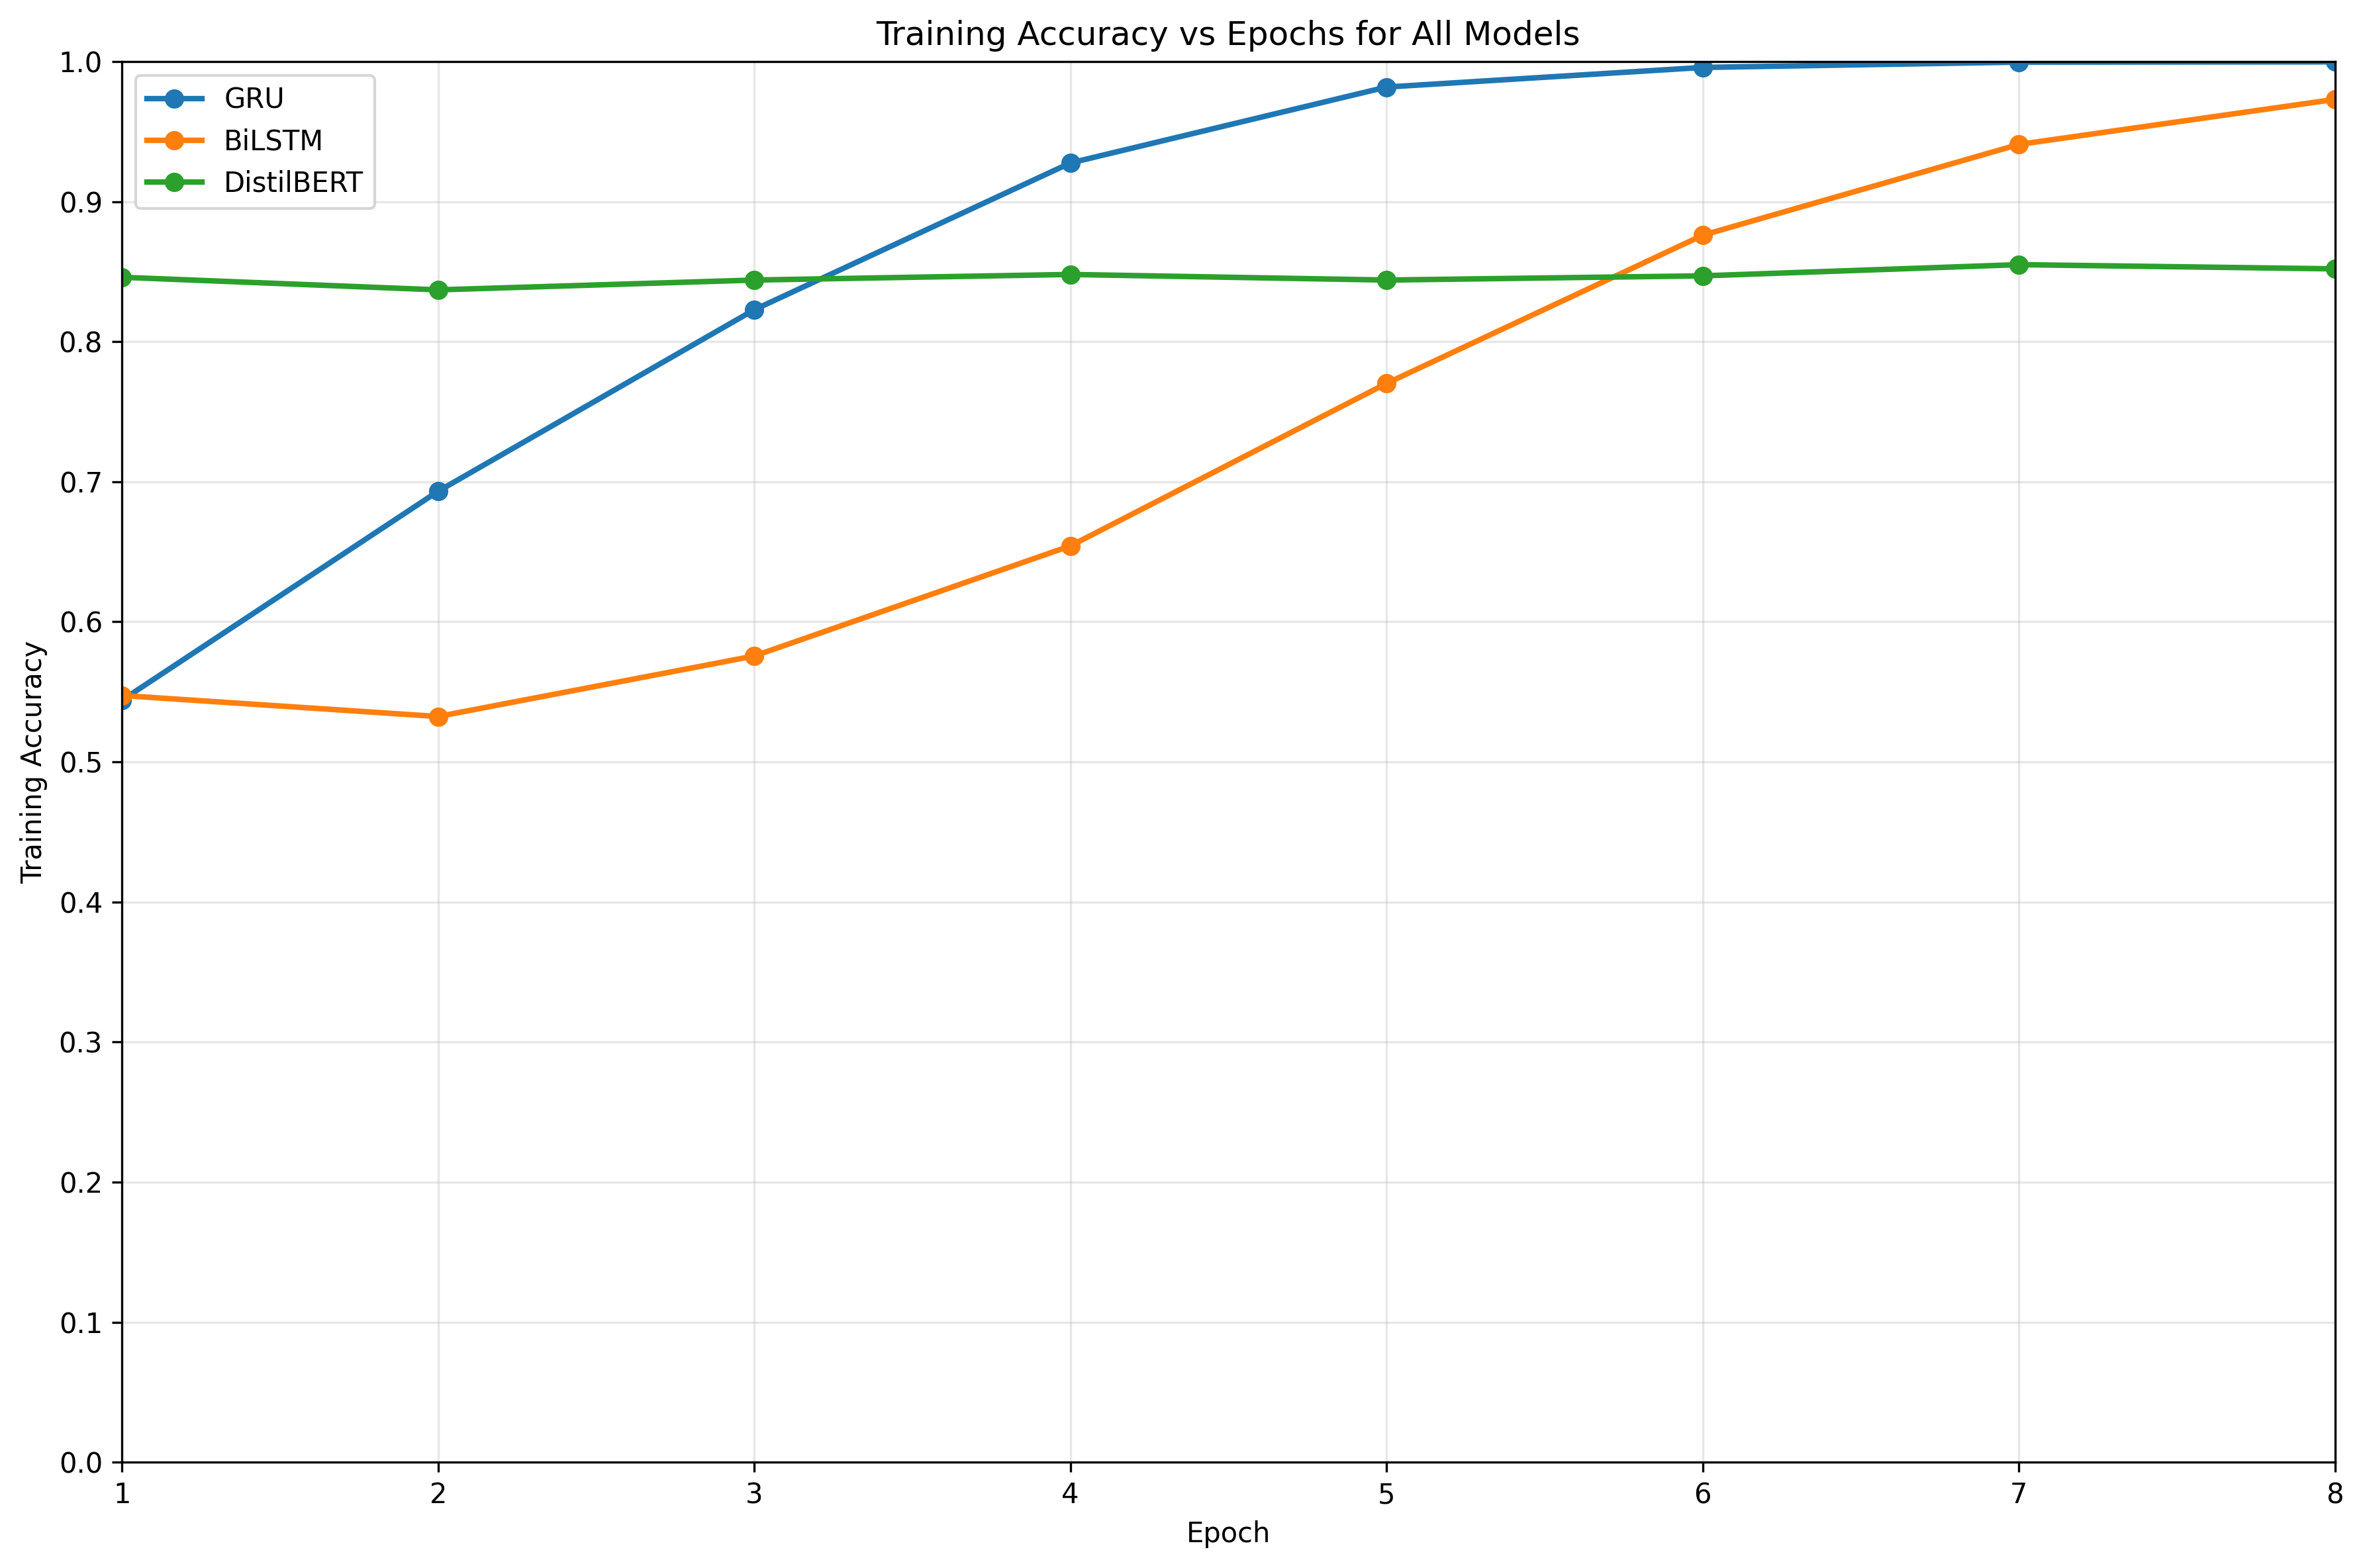 Training Accuracy vs Epochs for All Models
1.0
0.9
0.8
0.7
0.6
0.5
0.4
0.3
0.2
0.1
0.0
GRU
BiLSTM
DistilBERT
Training Accuracy
1 2 3 4 5 6 7 8
Epoch